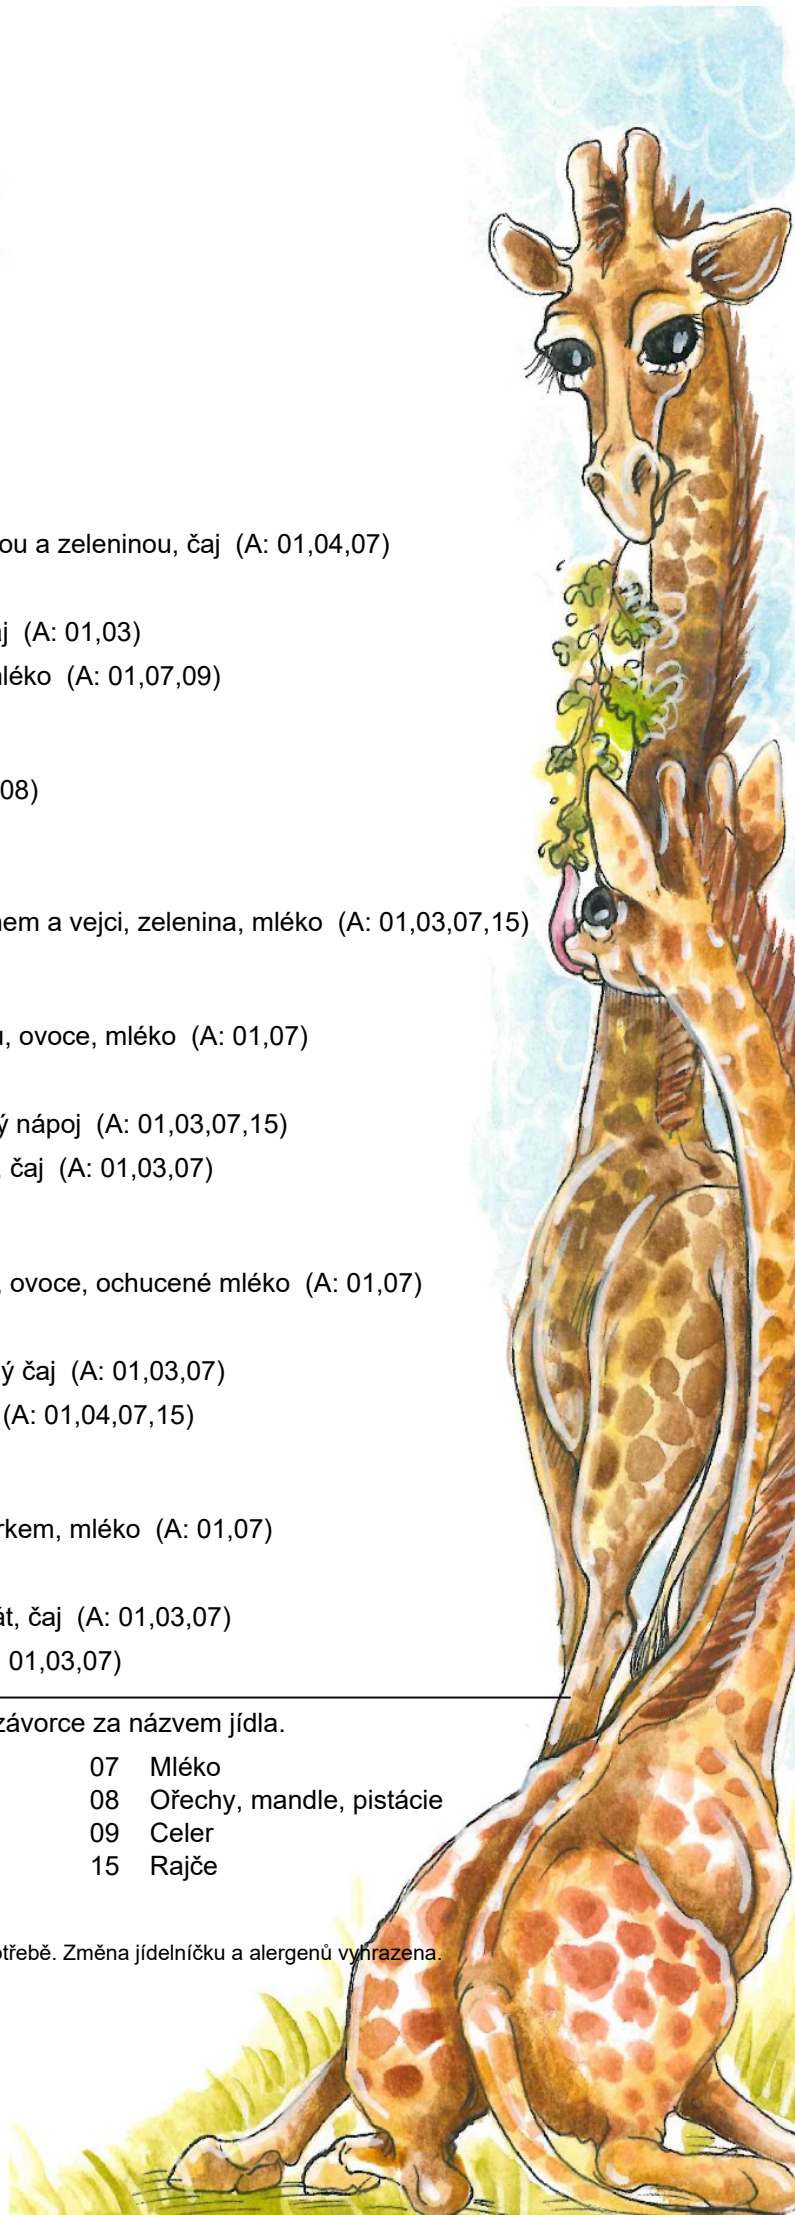 ou a zeleninou, čaj (A: 01,04,07)
j (A: 01,03)
léko (A: 01,07,09)
08)
em a vejci, zelenina, mléko (A: 01,03,07,15)
, ovoce, mléko (A: 01,07)
ý nápoj (A: 01,03,07,15)
, čaj (A: 01,03,07)
, ovoce, ochucené mléko (A: 01,07)
ý čaj (A: 01,03,07)
(A: 01,04,07,15)
rkem, mléko (A: 01,07)
át, čaj (A: 01,03,07)
01,03,07)
závorce za názvem jídla.
07 Mléko
08 Ořechy, mandle, pistácie
09 Celer
15 Rajče
otřebě. Změna jídelníčku a alergenů vyhrazena.